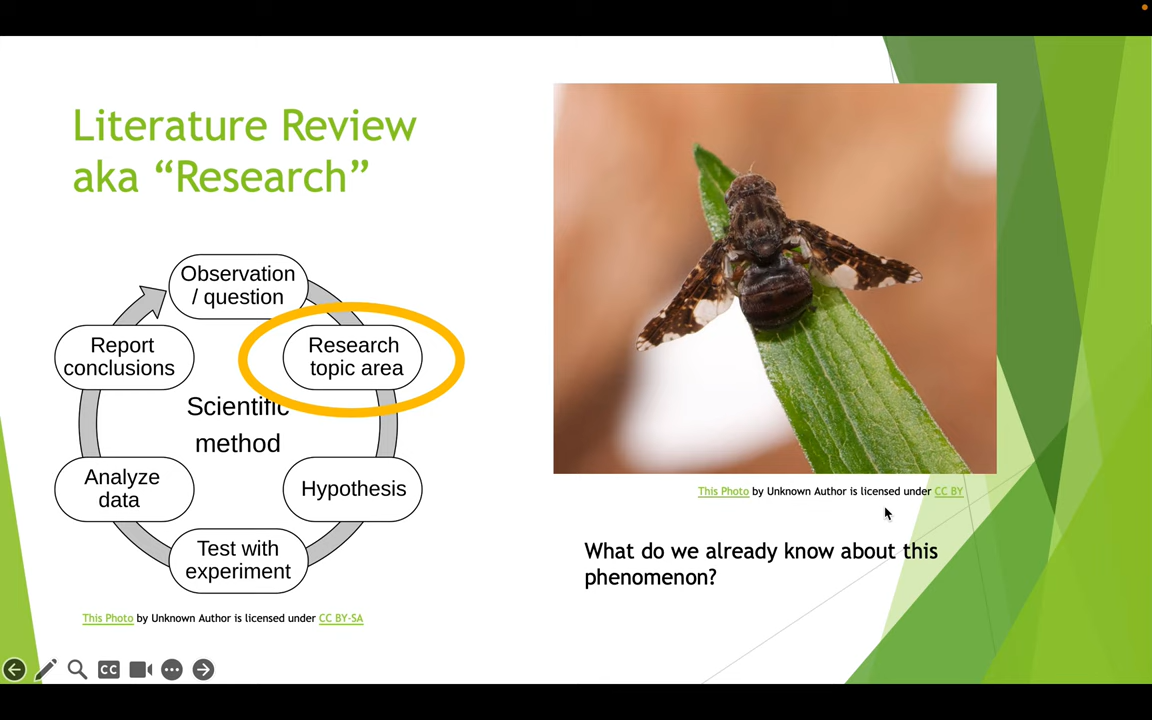 Literature Review
aka “Research”
Observation
/ question
Research
topic area
Hypothesis
Test with
experiment
Analyze
data
Report
conclusions
Scientific
method
This Photo by Unknown Author is licensed under CC BY-SA
This Photo by Unknown Author is licensed under CC BY
What do we already know about this
phenomenon?
CC